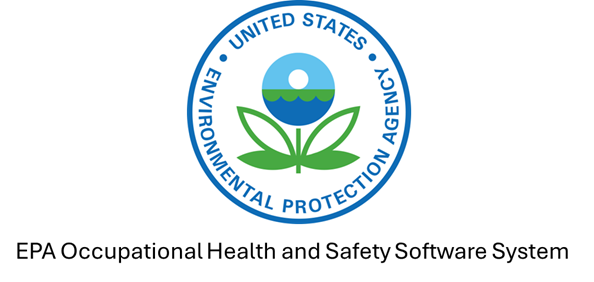 UNITED STATES
ENVIRONMENTAL PROTECTION AGENCY
EPA Occupational Health and Safety Software System